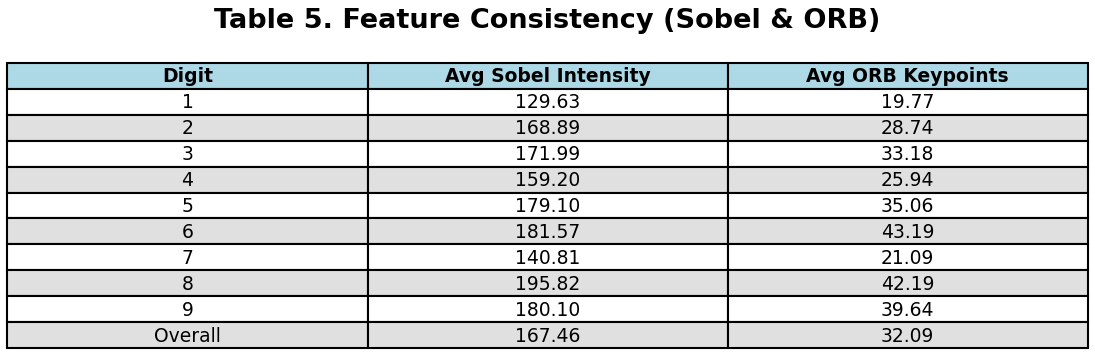 Table 5. Feature Consistency (Sobel & ORB)
Digit Avg Sobel Intensity Avg ORB Keypoints
1 129.63 19.77
2 168.89 28.74
3 171.99 33.18
4 159.20 25.94
5 179.10 35.06
6 181.57 43.19
7 140.81 21.09
8 195.82 42.19
9 180.10 39.64
Overall 167.46 32.09